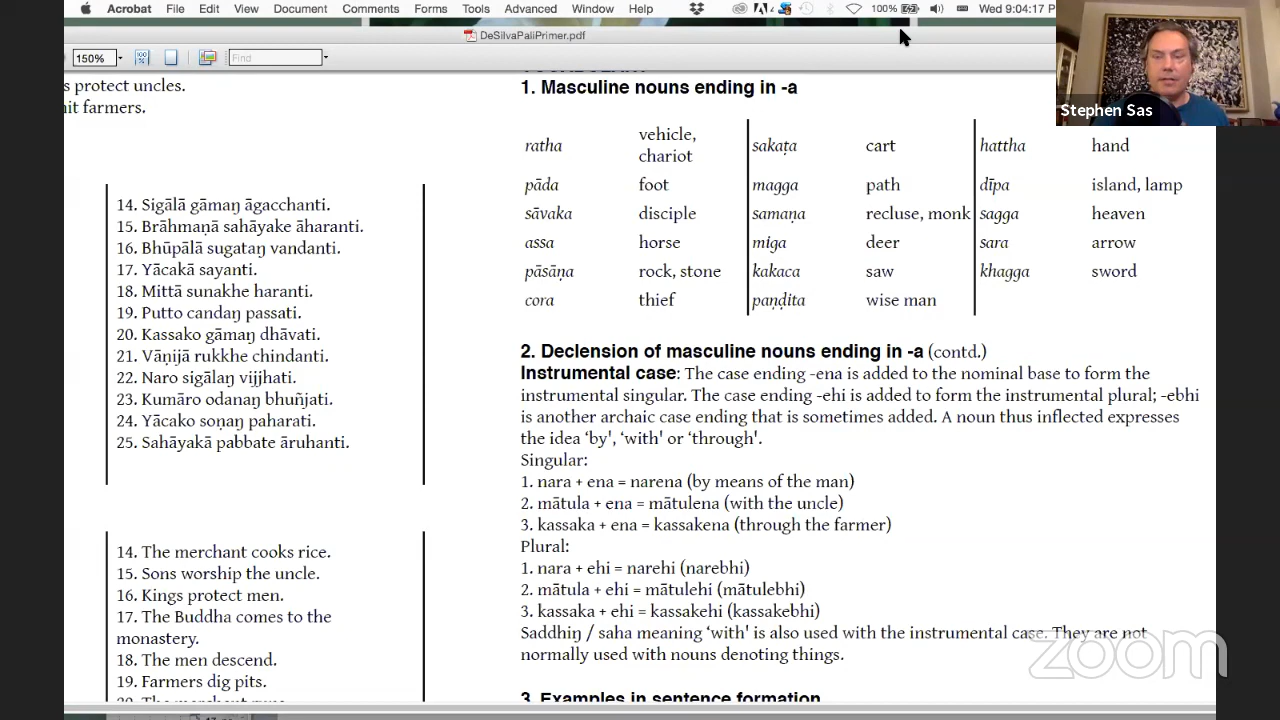 Acrobat File Edit View Document Comments Forms Tools Advanced Window Help 100% Wed 9:04:17 P
DeSilvaPaliPrimer.pdf
150% Find
Stephen Sas
s protect uncles.
nit farmers.
14. Sigālā gāmaŋ āgacchanti.
15. Brāhmaṇā sahāyake āharanti.
16. Bhūpālā sugataŋ vandanti.
17. Yācakā sayanti.
18. Mittā sunakhe haranti.
19. Putto candaŋ passati.
20. Kassako gāmaŋ dhāvati.
21. Vāṇijā rukkhe chindanti.
22. Naro sigālaŋ vijjhati.
23. Kumāro odanaŋ bhuñjati.
24. Yācako soṇaŋ paharati.
25. Sahāyakā pabbate āruhanti.
14. The merchant cooks rice.
15. Sons worship the uncle.
16. Kings protect men.
17. The Buddha comes to the
monastery.
18. The men descend.
19. Farmers dig pits.
1. Masculine nouns ending in -a
ratha vehicle, chariot sakaṭa cart hattha hand
pāda foot magga path dīpa island, lamp
sāvaka disciple samaṇa recluse, monk sagga heaven
assa horse miga deer sara arrow
pāsāṇa rock, stone kakaca saw khagga sword
cora thief paṇḍita wise man
2. Declension of masculine nouns ending in -a (contd.)
Instrumental case: The case ending -ena is added to the nominal base to form the
instrumental singular. The case ending -ehi is added to form the instrumental plural; -ebhi
is another archaic case ending that is sometimes added. A noun thus inflected expresses
the idea ‘by', ‘with' or ‘through'.
Singular:
1. nara + ena = narena (by means of the man)
2. mātula + ena = mātulena (with the uncle)
3. kassaka + ena = kassakena (through the farmer)
Plural:
1. nara + ehi = narehi (narebhi)
2. mātula + ehi = mātulehi (mātulebhi)
3. kassaka + ehi = kassakehi (kassakebhi)
Saddhiŋ / saha meaning ‘with' is also used with the instrumental case. They are not
normally used with nouns denoting things.
3. Examples in sentence formation
zoom